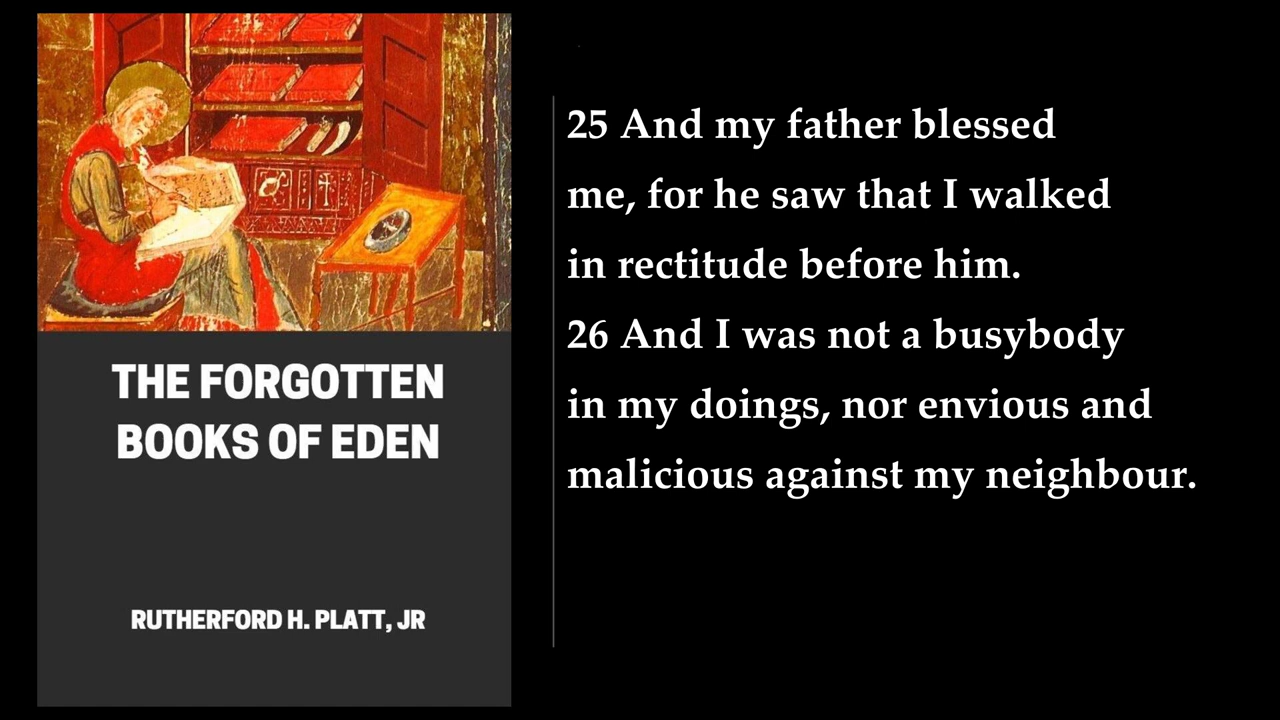 THE FORGOTTEN
BOOKS OF EDEN
RUTHERFORD H. PLATT, JR
25 And my father blessed
me, for he saw that I walked
in rectitude before him.
26 And I was not a busybody
in my doings, nor envious and
malicious against my neighbour.